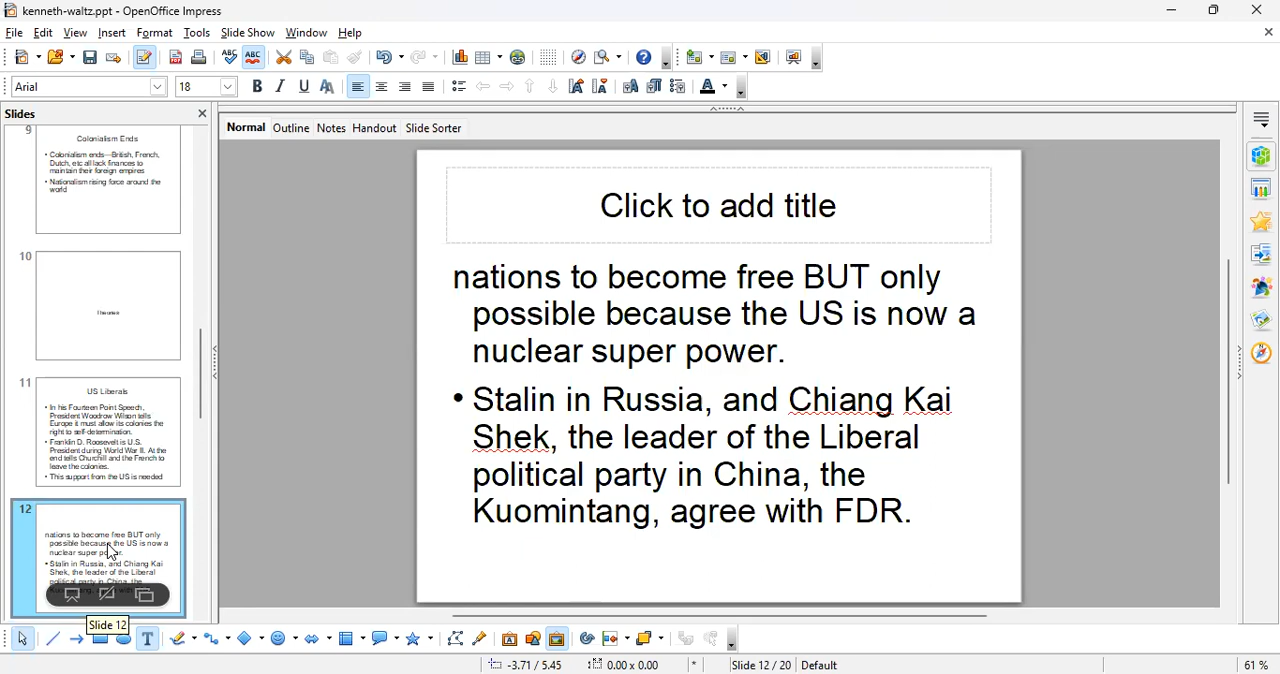 kenneth-waltz.ppt - OpenOffice Impress
File Edit View Insert Format Tools Slide Show Window Help
Arial 18
Slides
Normal Outline Notes Handout Slide Sorter
9
Colonialism Ends
• Colonialism ends—British, French,
Dutch, etc all lack finances to
maintain their foreign empires
• Nationalism rising force around the
world
10
Theories
11
US Liberals
• In his Fourteen Point Speech,
President Woodrow Wilson tells
Europe it must allow its colonies the
right to self-determination.
• Franklin D. Roosevelt is U.S.
President during World War II. At the
end tells Churchill and the French to
leave the colonies.
• This support from the US is needed
12
nations to become free BUT only
possible because the US is now a
nuclear super power.
• Stalin in Russia, and Chiang Kai
Shek, the leader of the Liberal
political party in China, the
Slide 12
Click to add title
nations to become free BUT only
possible because the US is now a
nuclear super power.
• Stalin in Russia, and Chiang Kai
Shek, the leader of the Liberal
political party in China, the
Kuomintang, agree with FDR.
-3.71 / 5.45 0.00 x 0.00 * Slide 12 / 20 Default 61 %